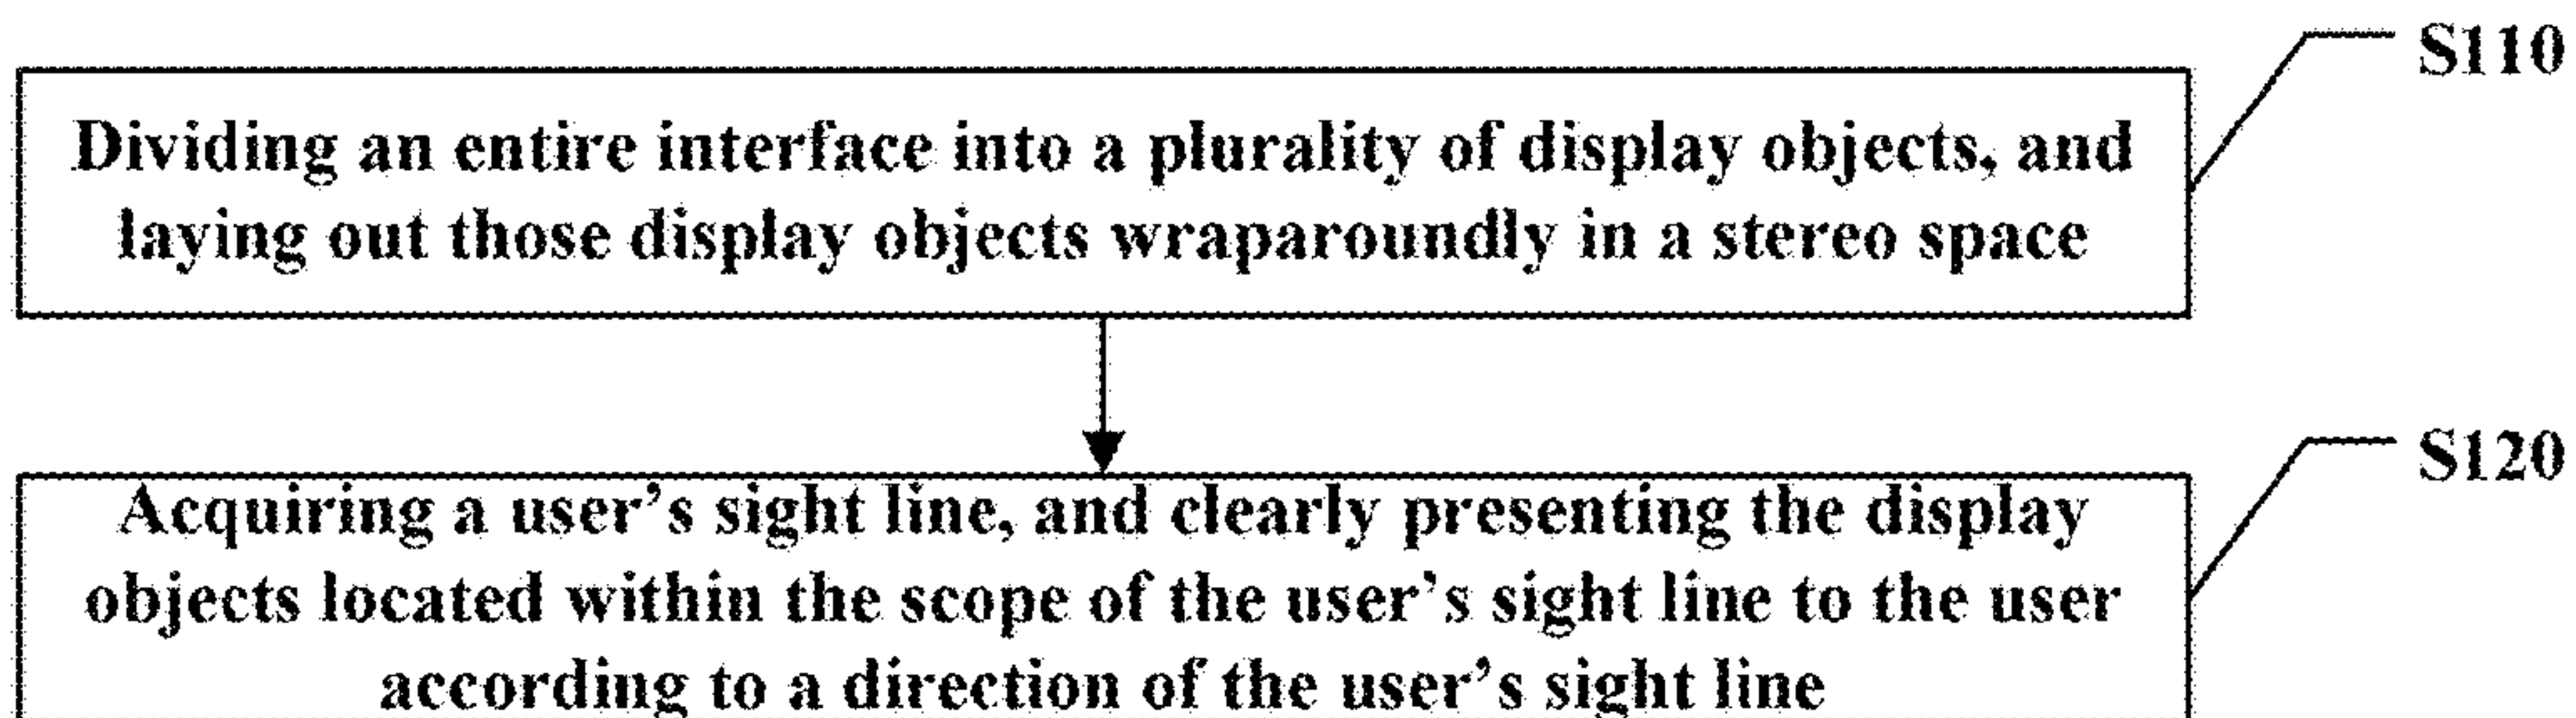 S110
Dividing an entire interface into a plurality of display objects, and
laying out those display objects wraparoundly in a stereo space
S120
Acquiring a user’s sight line, and clearly presenting the display
objects located within the scope of the user’s sight line to the user
according to a direction of the user’s sight line